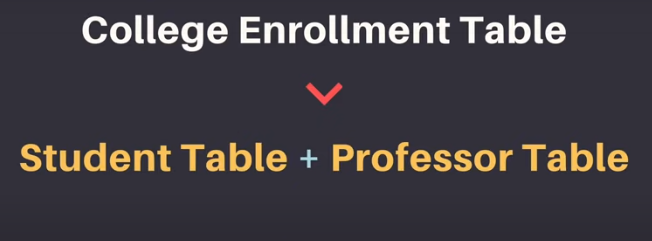 College Enrollment Table
Student Table + Professor Table